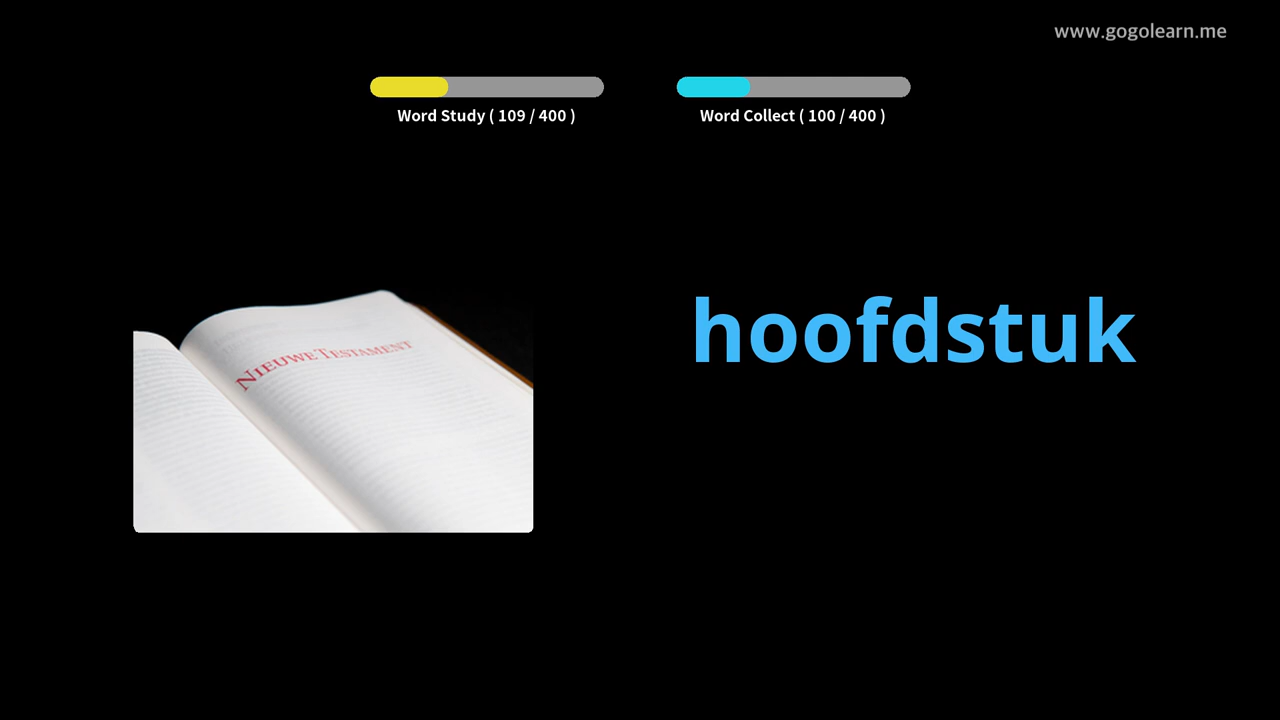 www.gogolearn.me
Word Study ( 109 / 400 )
Word Collect ( 100 / 400 )
hoofdstuk
NIEUWE TESTAMENT